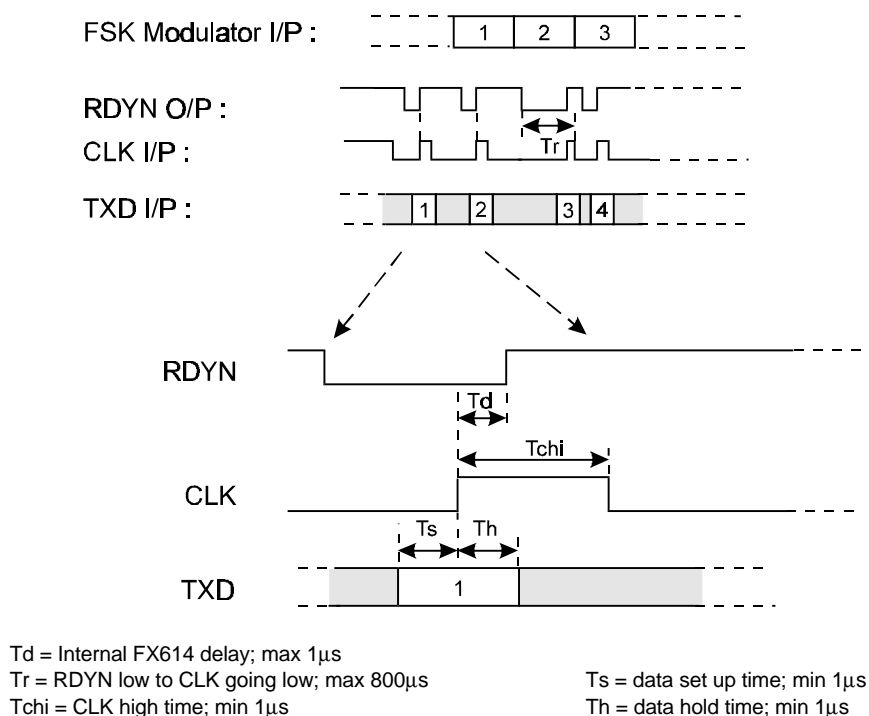 FSK Modulator I/P :
1 2 3
RDYN O/P :
Tr
CLK I/P :
TXD I/P :
1 2 3 4
RDYN
Td
Tchi
CLK
Ts Th
TXD
1
Td = Internal FX614 delay; max 1μs
Tr = RDYN low to CLK going low; max 800μs
Ts = data set up time; min 1μs
Tchi = CLK high time; min 1μs
Th = data hold time; min 1μs